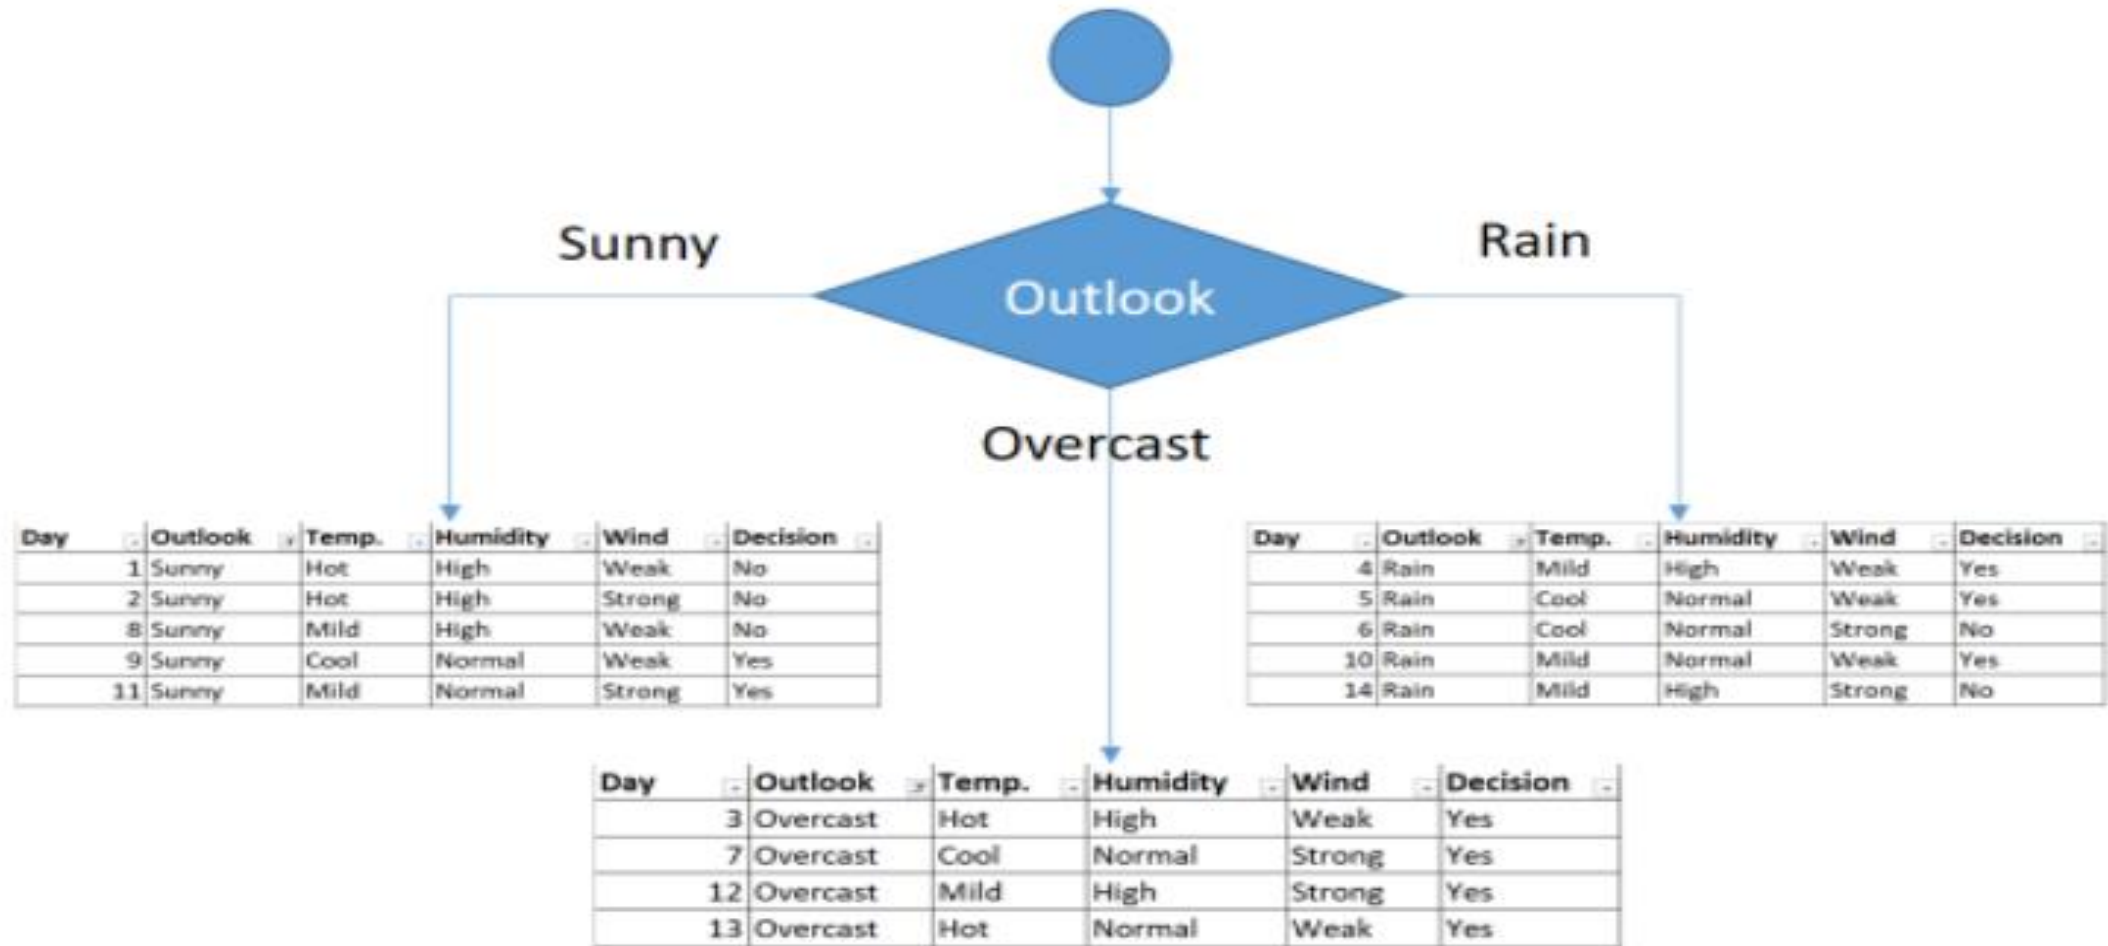 Sunny
Rain
Outlook
Overcast
Day Outlook Temp. Humidity Wind Decision
1 Sunny Hot High Weak No
2 Sunny Hot High Strong No
8 Sunny Mild High Weak No
9 Sunny Cool Normal Weak Yes
11 Sunny Mild Normal Strong Yes
Day Outlook Temp. Humidity Wind Decision
4 Rain Mild High Weak Yes
5 Rain Cool Normal Weak Yes
6 Rain Cool Normal Strong No
10 Rain Mild Normal Weak Yes
14 Rain Mild High Strong No
Day Outlook Temp. Humidity Wind Decision
3 Overcast Hot High Weak Yes
7 Overcast Cool Normal Strong Yes
12 Overcast Mild High Strong Yes
13 Overcast Hot Normal Weak Yes